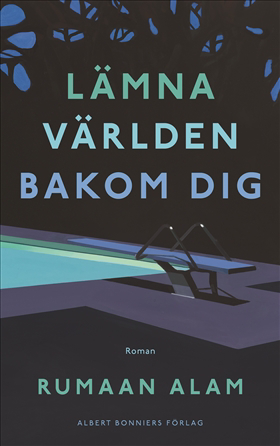 LÄMNA
VÄRLDEN
BAKOM DIG
Roman
RUMAAN ALAM
ALBERT BONNIERS FÖRLAG